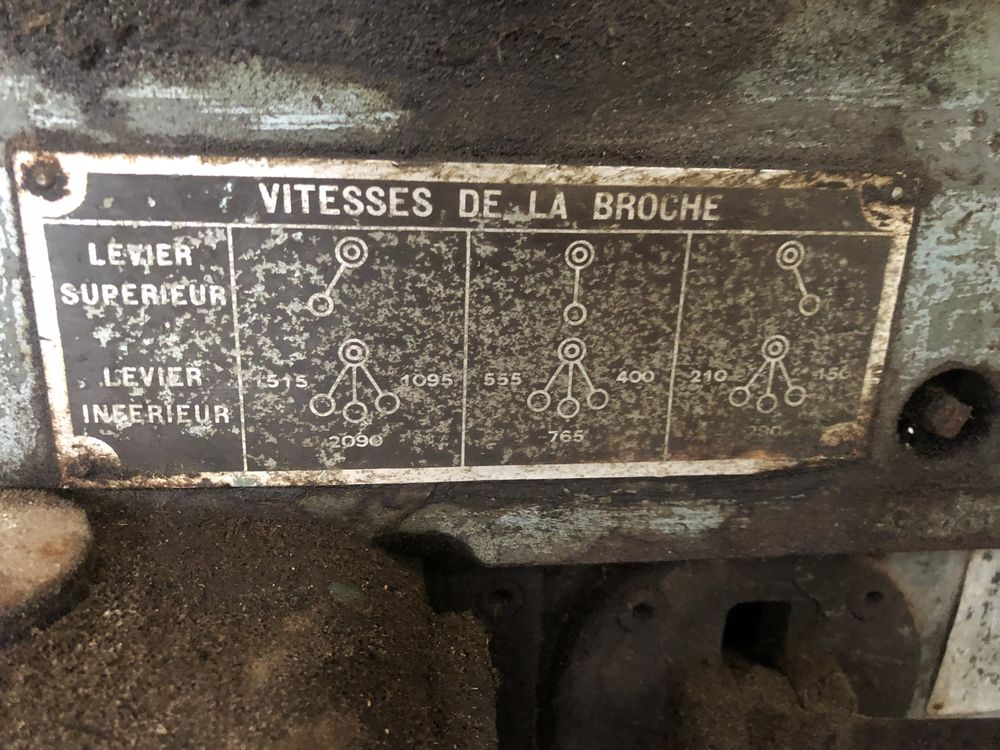 VITESSES DE LA BROCHE
LEVIER
SUPERIEUR
LEVIER 1515 1095 555 400 210
INFERIEUR
2090 765